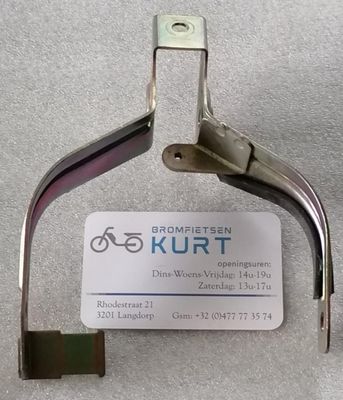 BROMFIETSEN
KURT
openingsuren:
Dins-Woens-Vrijdag: 14u-19u
Zaterdag: 13u-17u
Rhodestraat 21
3201 Langdorp
Gsm: +32 (0)477 77 35 74